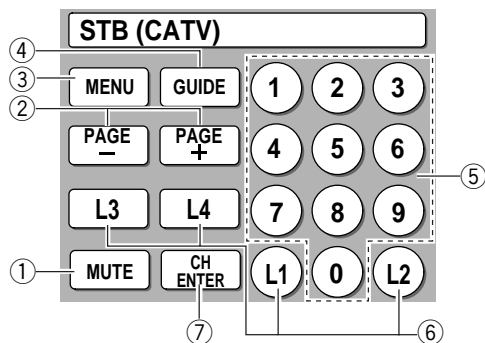 STB (CATV)
④
③ MENU GUIDE 1 2 3
②
PAGE − PAGE +
4 5 6
⑤
L3 L4 7 8 9
① MUTE CH ENTER L1 0 L2
⑦ ⑥